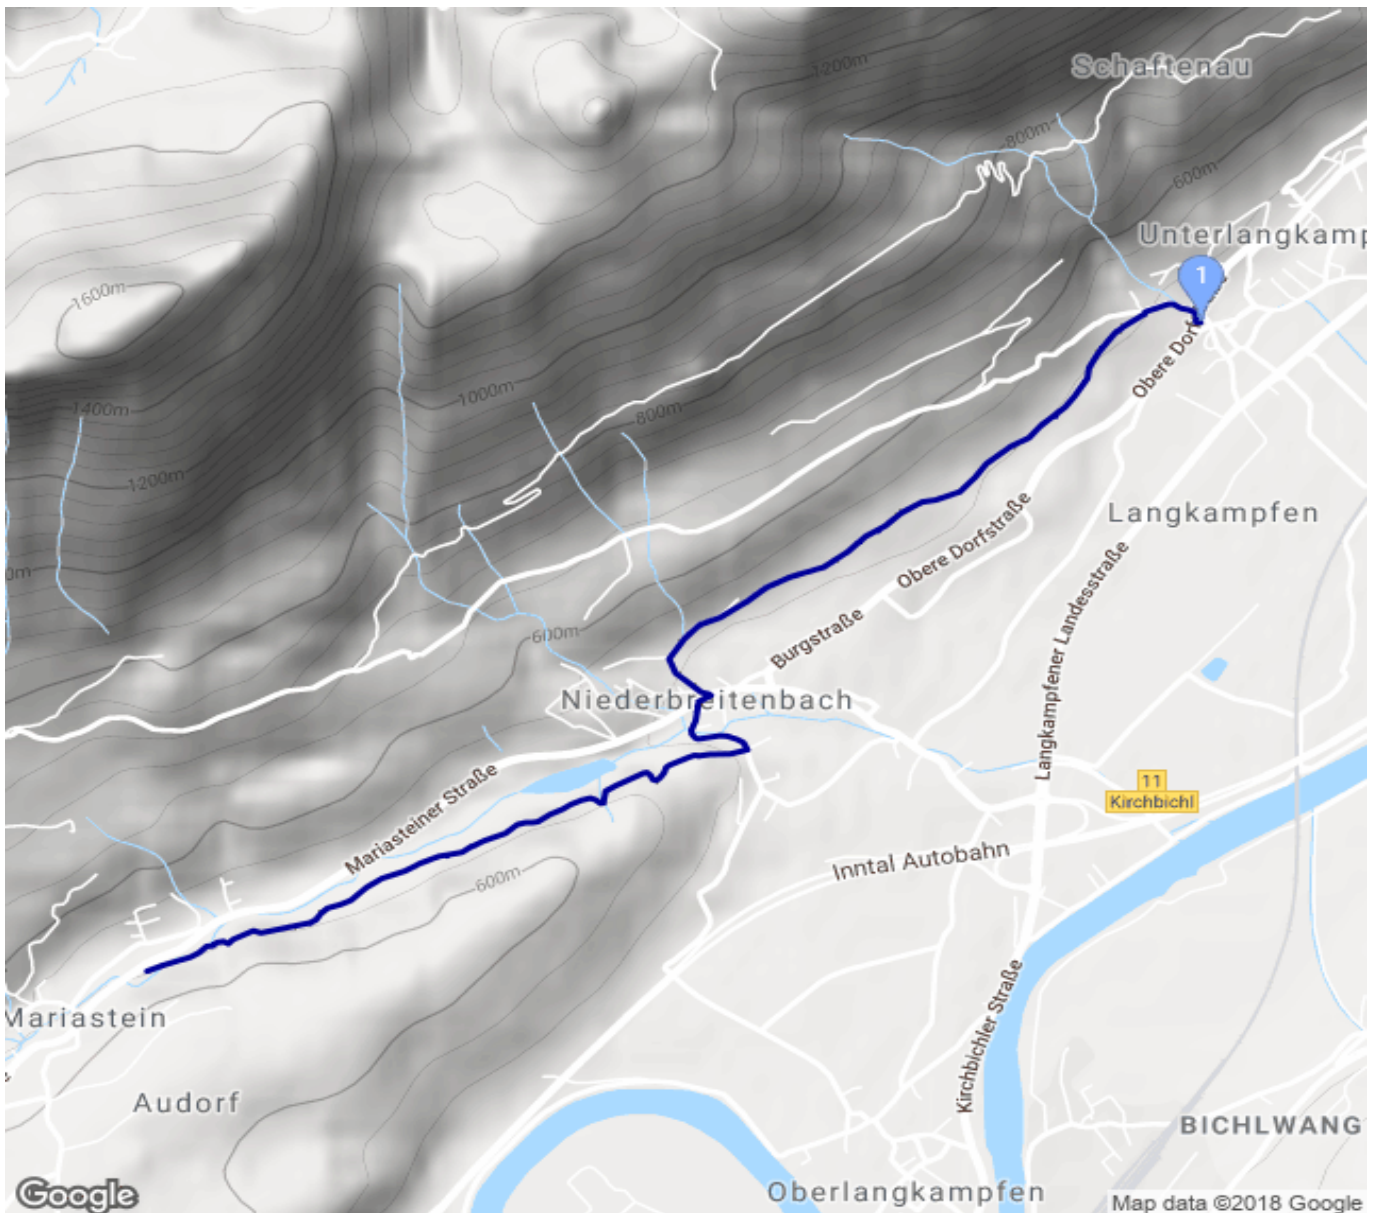 1200m
Schaftenau
800m
600m
Unterlangkamp
1
1600m
Obere Dorf
1000m
1400m
800m
1200m
Langkampfen
Obere Dorfstraße
0m
600m
Burgstraße
Langkampfener Landesstraße
Niederbreitenbach
Mariasteiner Straße
11
Kirchbichl
Inntal Autobahn
600m
Kirchbichler Straße
Mariastein
Audorf
BICHLWANG
Oberlangkampfen
Google
Map data ©2018 Google